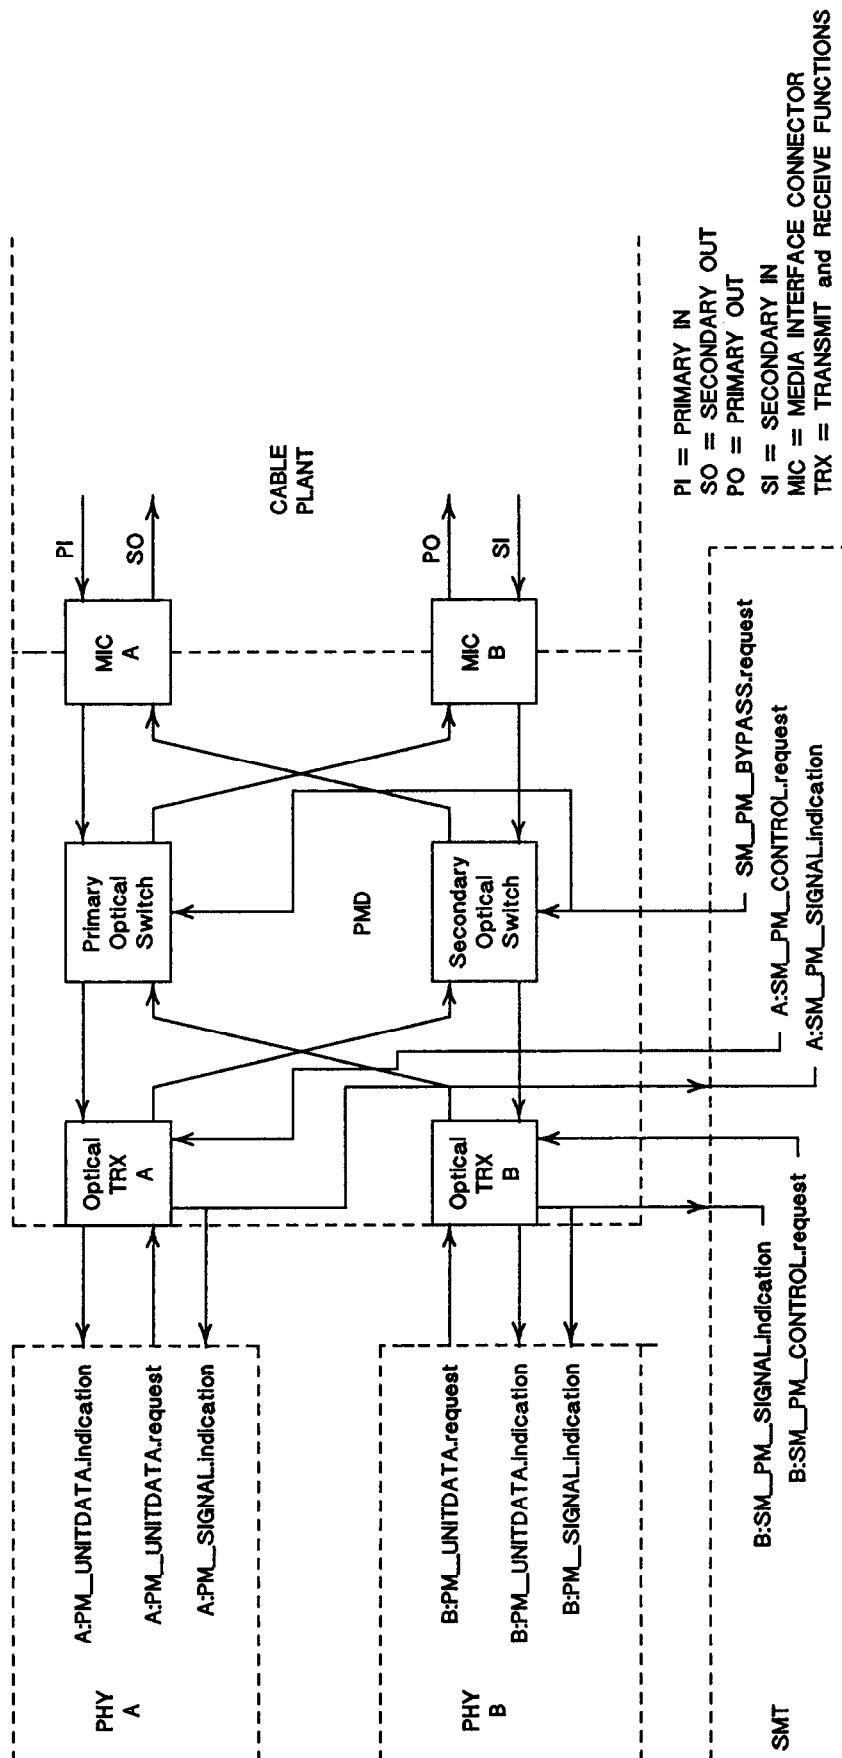 PHY
A
A:PM_UNITDATA.indication
A:PM_UNITDATA.request
A:PM_SIGNAL.indication
Optical
TRX
A
Primary
Optical
Switch
MIC
A
PI
SO
CABLE
PLANT
PMD
PHY
B
B:PM_UNITDATA.request
B:PM_UNITDATA.indication
B:PM_SIGNAL.indication
Optical
TRX
B
Secondary
Optical
Switch
MIC
B
PO
SI
SMT
B:SM_PM_SIGNAL.indication
B:SM_PM_CONTROL.request
SM_PM_BYPASS.request
A:SM_PM_CONTROL.request
A:SM_PM_SIGNAL.indication
PI = PRIMARY IN
SO = SECONDARY OUT
PO = PRIMARY OUT
SI = SECONDARY IN
MIC = MEDIA INTERFACE CONNECTOR
TRX = TRANSMIT and RECEIVE FUNCTIONS